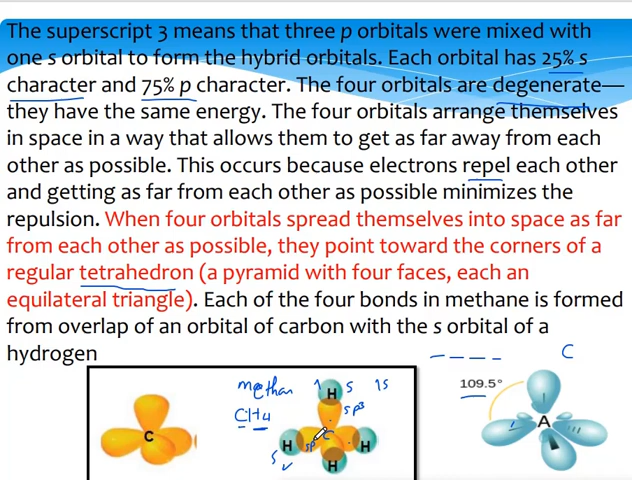 The superscript 3 means that three p orbitals were mixed with
one s orbital to form the hybrid orbitals. Each orbital has 25% s
character and 75% p character. The four orbitals are degenerate—
they have the same energy. The four orbitals arrange themselves
in space in a way that allows them to get as far away from each
other as possible. This occurs because electrons repel each other
and getting as far from each other as possible minimizes the
repulsion. When four orbitals spread themselves into space as far
from each other as possible, they point toward the corners of a
regular tetrahedron (a pyramid with four faces, each an
equilateral triangle). Each of the four bonds in methane is formed
from overlap of an orbital of carbon with the s orbital of a
hydrogen
C
methan
H
S
1S
109.5°
CH4
sp3
A
C
C
H
sp
H
S
H